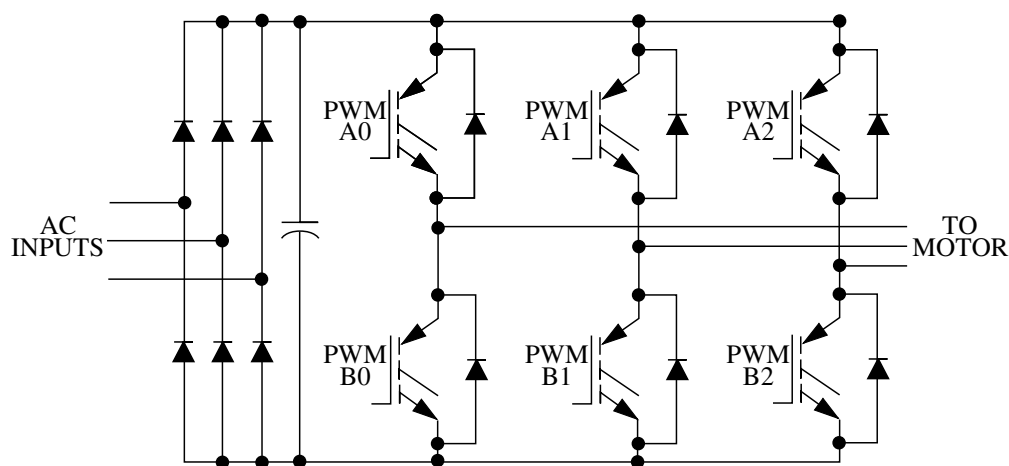 PWM
A0
PWM
A1
PWM
A2
AC
INPUTS
TO
MOTOR
PWM
B0
PWM
B1
PWM
B2